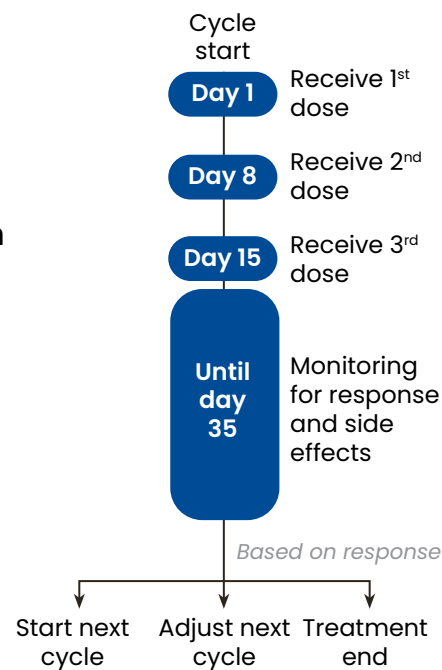 Cycle
start
Day 1
Receive 1st
dose
Day 8
Receive 2nd
dose
n
Day 15
Receive 3rd
dose
Until
day
35
Monitoring
for response
and side
effects
Based on response
Start next
cycle
Adjust next
cycle
Treatment
end